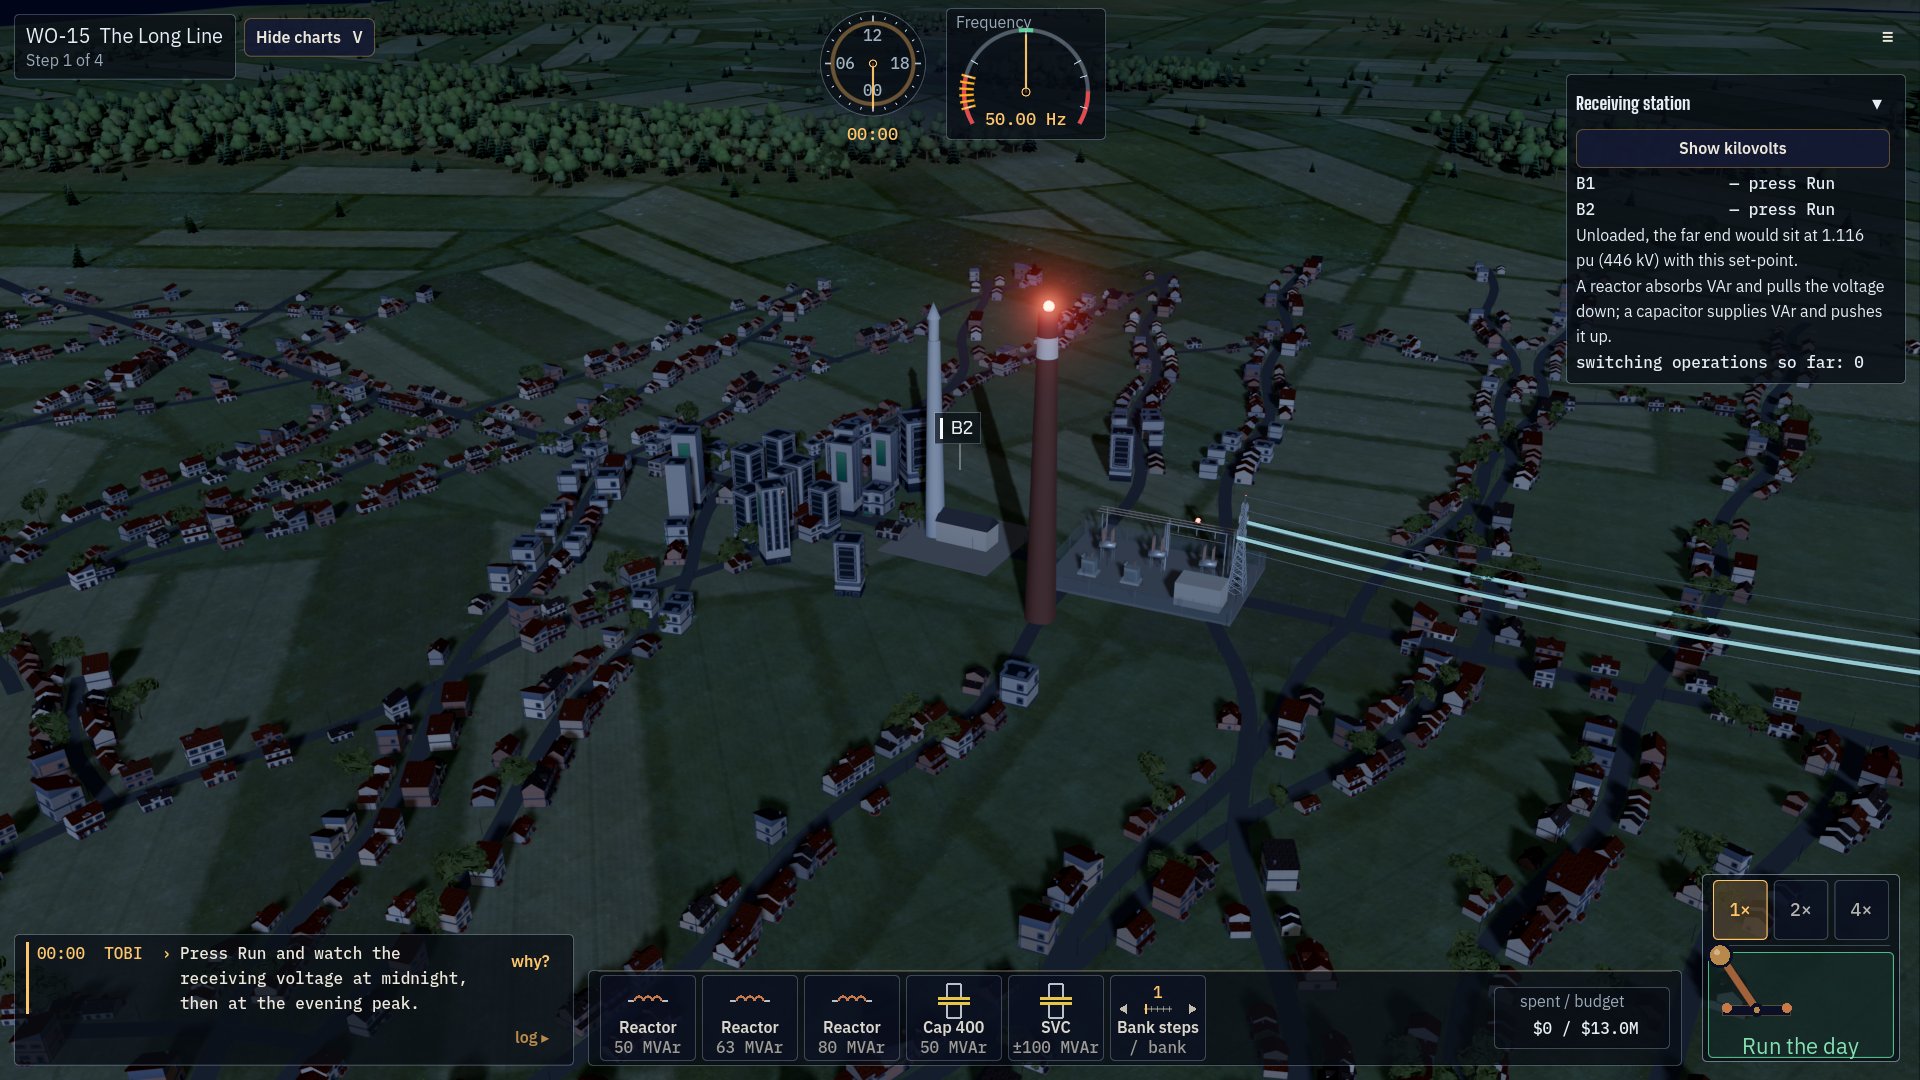 WO-15 The Long Line
Step 1 of 4
Hide charts V
12
06 18
00
00:00
Frequency
50.00 Hz
≡
Receiving station ▼
Show kilovolts
B1 — press Run
B2 — press Run
Unloaded, the far end would sit at 1.116
pu (446 kV) with this set-point.
A reactor absorbs VAr and pulls the voltage
down; a capacitor supplies VAr and pushes
it up.
switching operations so far: 0
B2
00:00 TOBI › Press Run and watch the
receiving voltage at midnight,
then at the evening peak.
why?
log ▸
Reactor
50 MVAr
Reactor
63 MVAr
Reactor
80 MVAr
Cap 400
50 MVAr
SVC
±100 MVAr
1
◀ ▶
Bank steps
/ bank
spent / budget
$0 / $13.0M
1× 2× 4×
Run the day